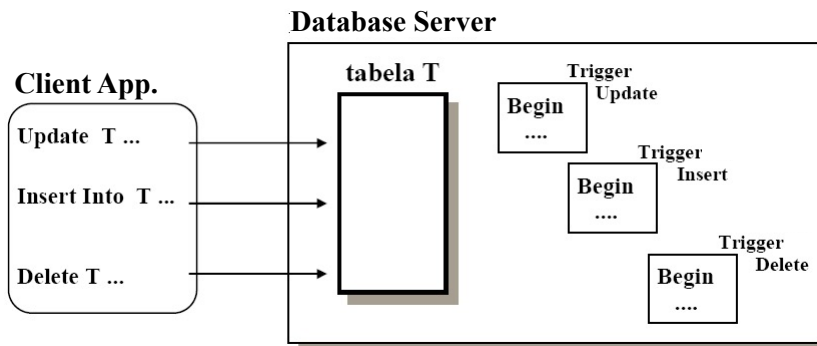 Database Server
Client App.
Update T ...
Insert Into T ...
Delete T ...
tabela T
Trigger
Update
Begin
....
Trigger
Insert
Begin
....
Trigger
Delete
Begin
....